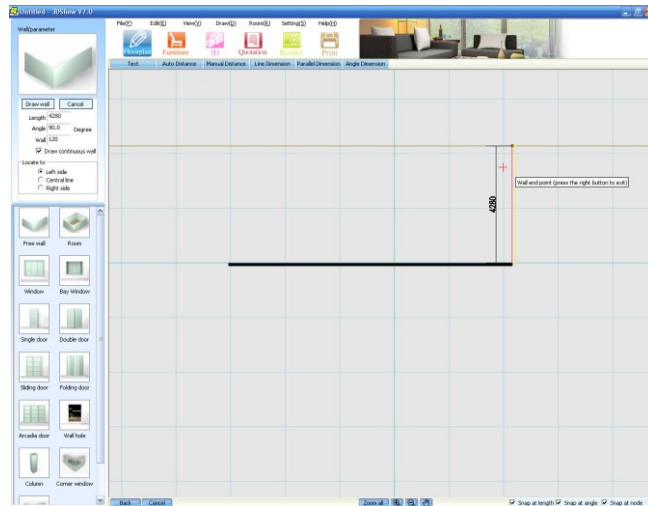 Untitled - 3DShow V7.0
Wall/parameter
File(F) Edit(E) View(V) Draw(D) Room(R) Setting(S) Help(H)
Floorplan Furniture 3D Quotation Render Print
Text Auto Distance Manual Distance Line Dimension Parallel Dimension Angle Dimension
Draw wall Cancel
Length 4280
Angle 90.0 Degree
Wall 120
Draw continuous wall
Locate to
Left side
Central line
Right side
4280
Wall end point (press the right button to exit)
Free wall Room
Window Bay Window
Single door Double door
Sliding door Folding door
Arcadia door Wall hole
Column Corner window
Back Cancel Zoom all Snap at length Snap at angle Snap at node